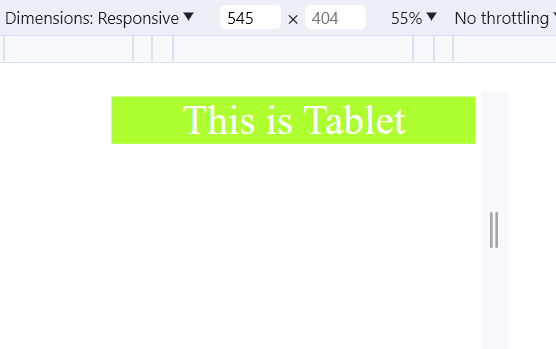 Dimensions: Responsive ▼ 545 × 404 55% ▼ No throttling
This is Tablet